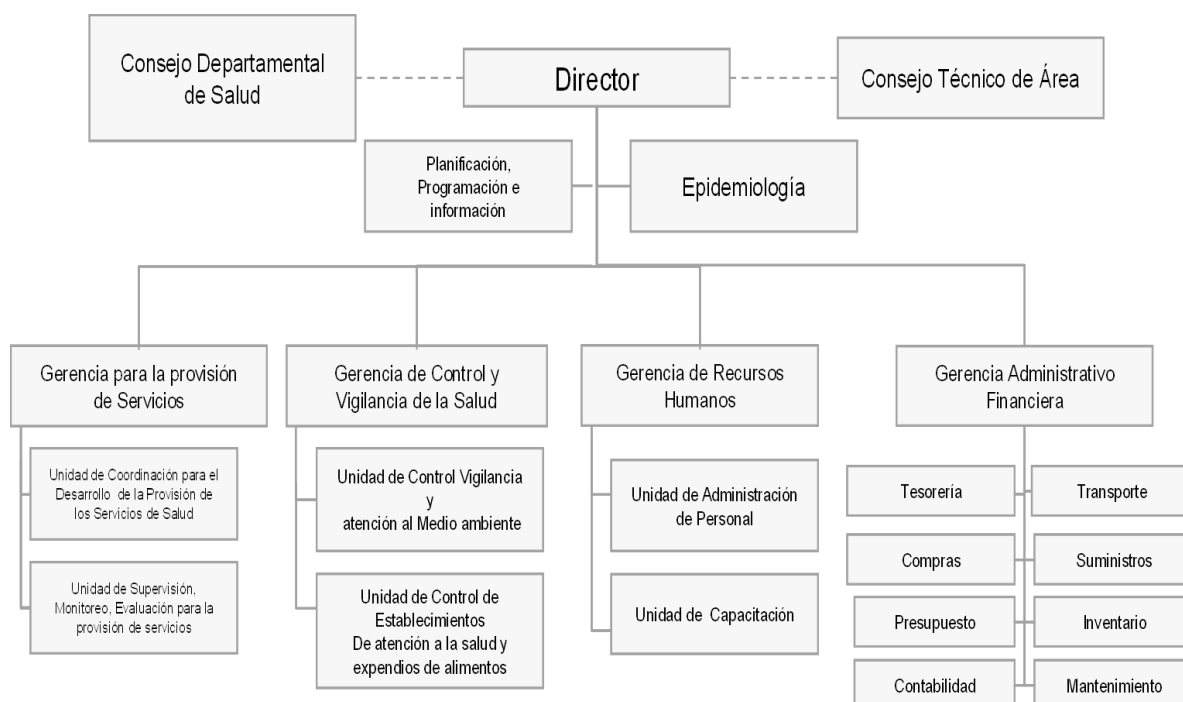 Consejo Departamental
de Salud
Director
Consejo Técnico de Área
Planificación,
Programación e
información
Epidemiología
Gerencia para la provisión
de Servicios
Gerencia de Control y
Vigilancia de la Salud
Gerencia de Recursos
Humanos
Gerencia Administrativo
Financiera
Unidad de Coordinación para el
Desarrollo de la Provisión de
los Servicios de Salud
Unidad de Supervisión,
Monitoreo, Evaluación para la
provisión de servicios
Unidad de Control Vigilancia
y
atención al Medio ambiente
Unidad de Control de
Establecimientos
De atención a la salud y
expendios de alimentos
Unidad de Administración
de Personal
Unidad de Capacitación
Tesorería
Transporte
Compras
Suministros
Presupuesto
Inventario
Contabilidad
Mantenimiento